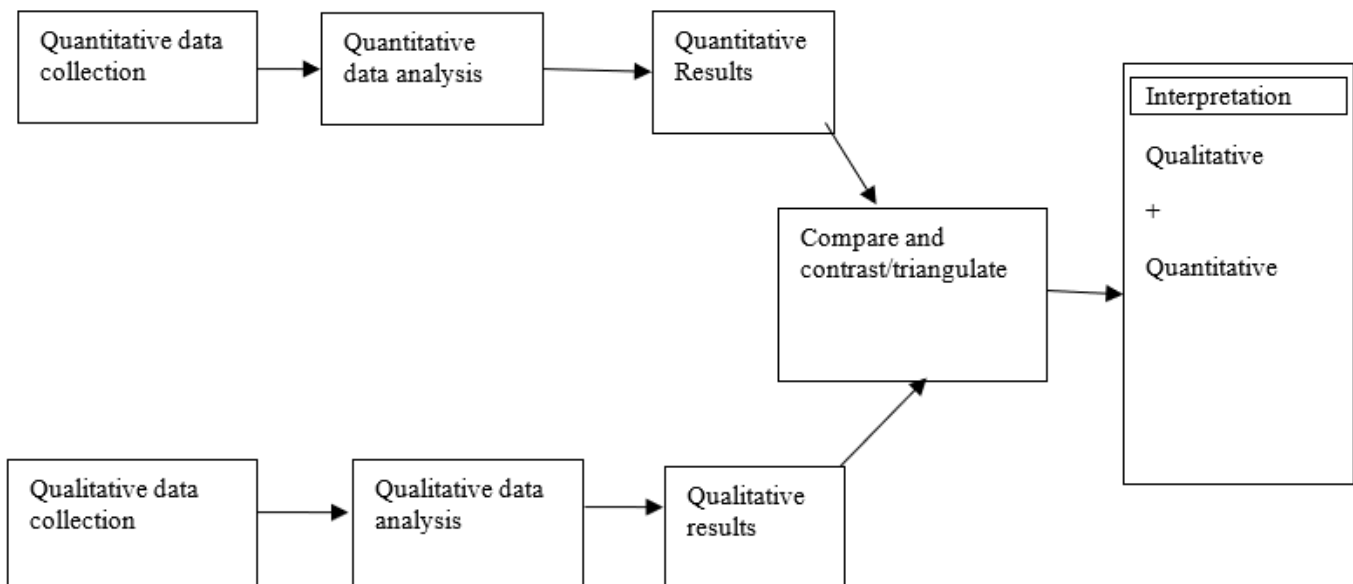 Quantitative data
collection
Quantitative
data analysis
Quantitative
Results
Compare and
contrast/triangulate
Interpretation
Qualitative
+
Quantitative
Qualitative data
collection
Qualitative data
analysis
Qualitative
results